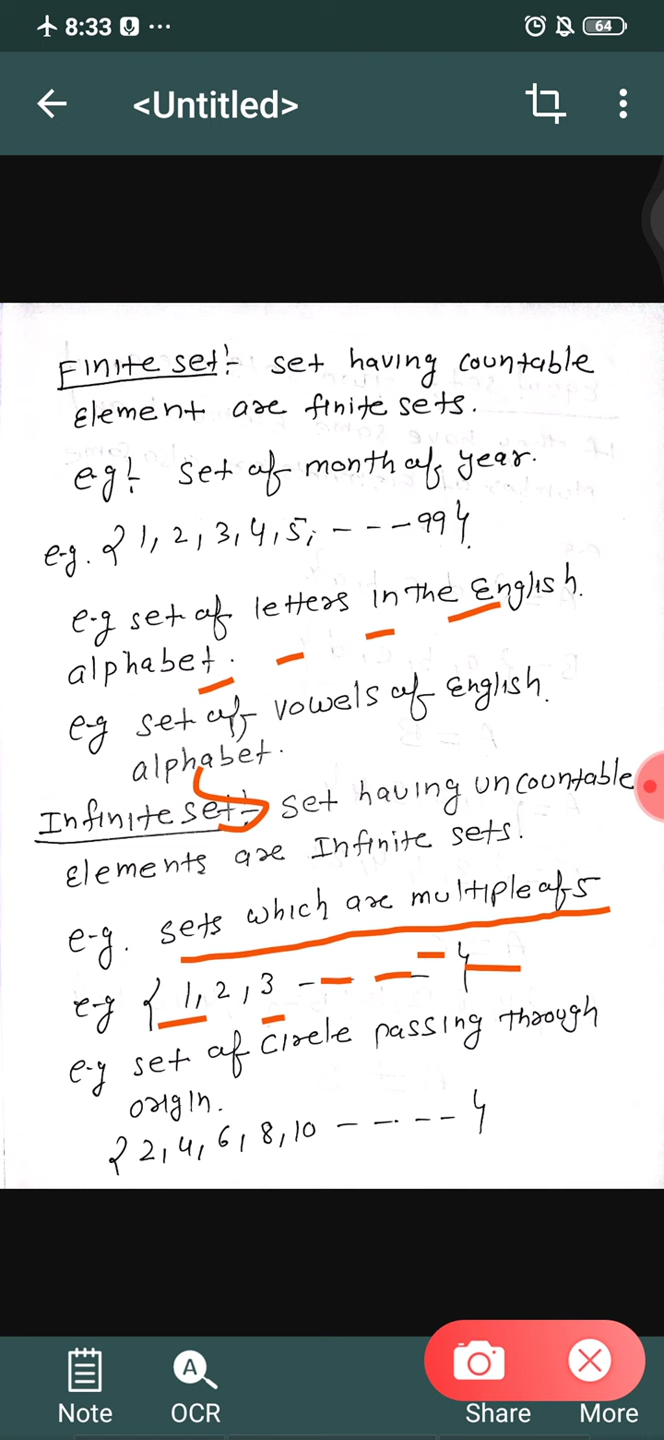 8:33
64
<Untitled>
Finite set :- set having countable
element are finite sets.
e.g :- set of month of year.
e.g. { 1, 2, 3, 4, 5, - - - 99 }
e.g set of letters in the English
alphabet.
e.g set of vowels of English
alphabet.
Infinite set :- set having uncountable
elements are Infinite sets.
e.g. sets which are multiple of 5
e.g { 1, 2, 3 - - - - }
e.g set of circle passing through
origin.
{ 2, 4, 6, 8, 10 - - - - }
A
Note
OCR
Share
More